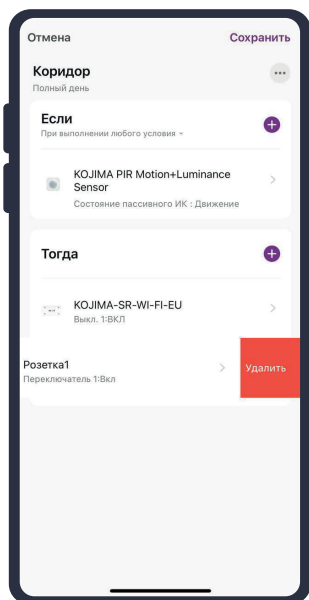 Отмена Сохранить
Коридор
Полный день
Если
При выполнении любого условия
KOJIMA PIR Motion+Luminance
Sensor
Состояние пассивного ИК : Движение
Тогда
KOJIMA-SR-WI-FI-EU
Выкл. 1:ВКЛ
Розетка1
Переключатель 1:Вкл
Удалить